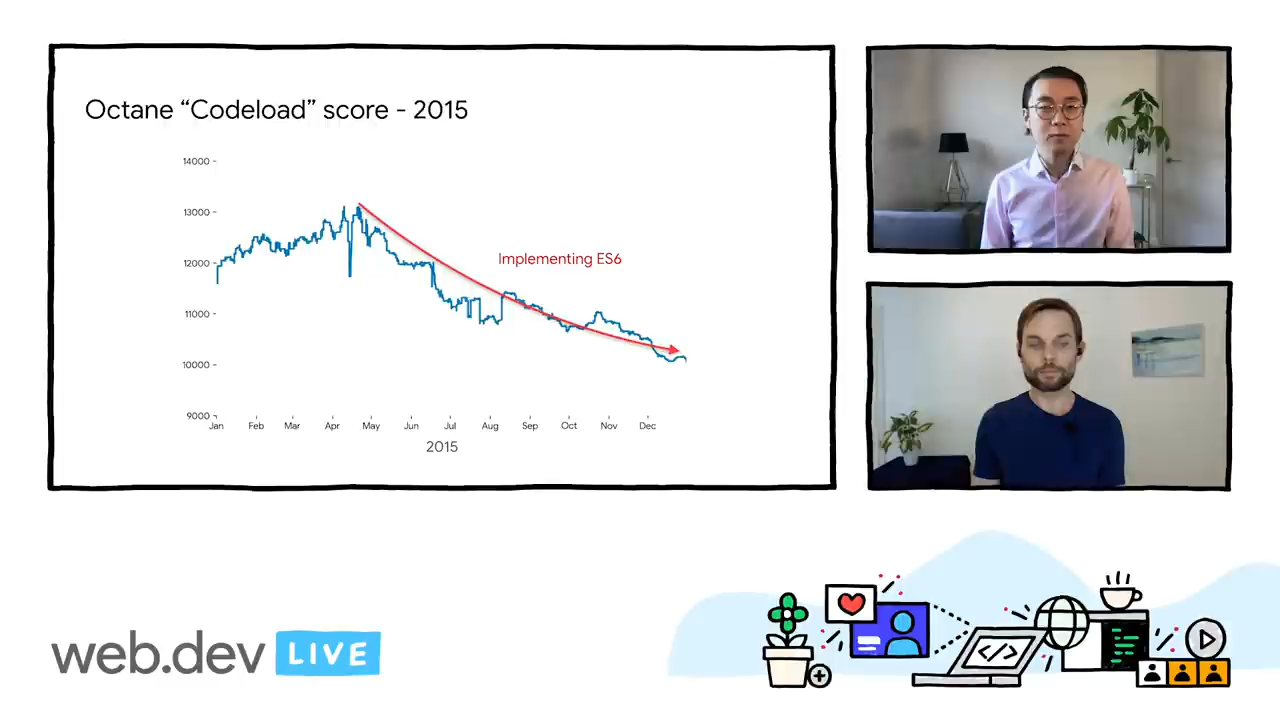 Octane “Codeload” score - 2015
14000
13000
12000
11000
10000
9000
Implementing ES6
Jan Feb Mar Apr May Jun Jul Aug Sep Oct Nov Dec
2015
web.dev LIVE
</>